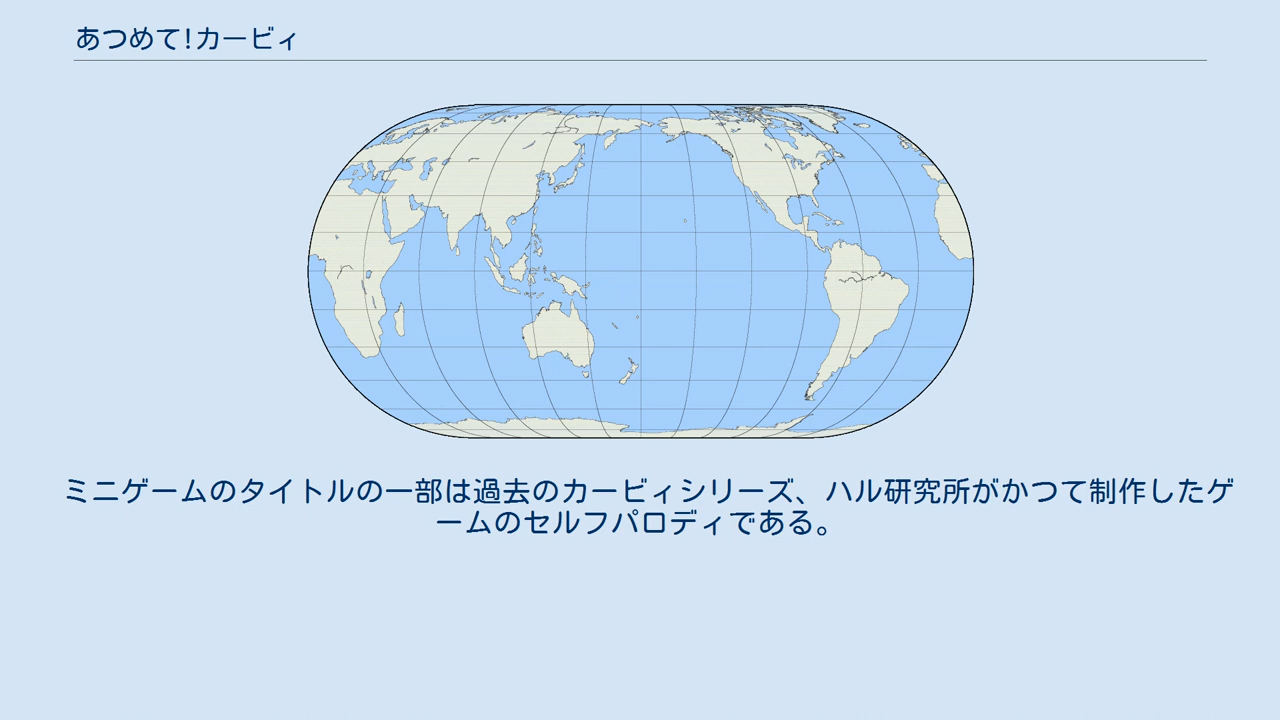 あつめて!カービィ
ミニゲームのタイトルの一部は過去のカービィシリーズ、ハル研究所がかつて制作したゲ
ームのセルフパロディである。